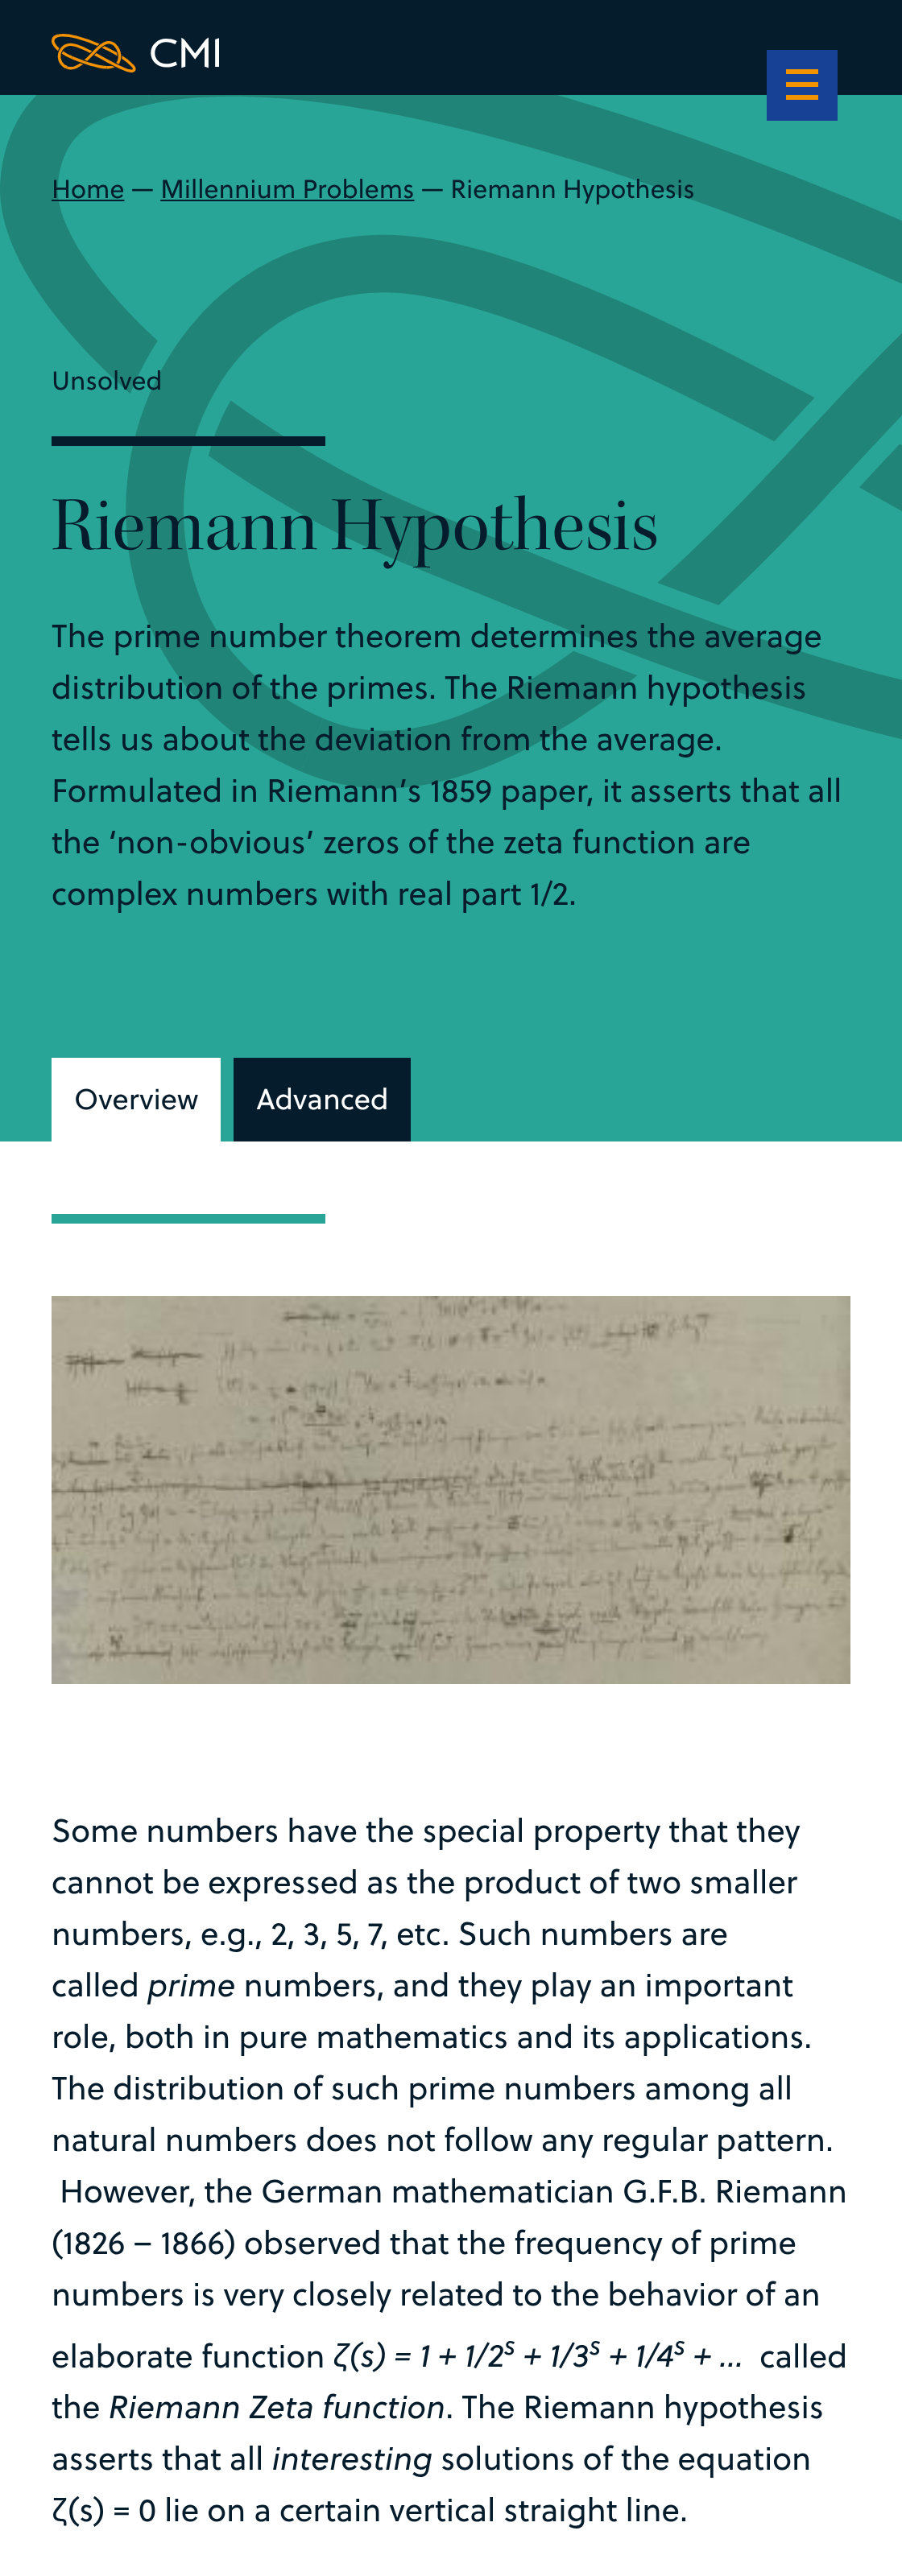 CMI
Home — Millennium Problems — Riemann Hypothesis
Unsolved
Riemann Hypothesis
The prime number theorem determines the average
distribution of the primes. The Riemann hypothesis
tells us about the deviation from the average.
Formulated in Riemann’s 1859 paper, it asserts that all
the ‘non-obvious’ zeros of the zeta function are
complex numbers with real part 1/2.
Overview
Advanced
Some numbers have the special property that they
cannot be expressed as the product of two smaller
numbers, e.g., 2, 3, 5, 7, etc. Such numbers are
called prime numbers, and they play an important
role, both in pure mathematics and its applications.
The distribution of such prime numbers among all
natural numbers does not follow any regular pattern.
However, the German mathematician G.F.B. Riemann
(1826 – 1866) observed that the frequency of prime
numbers is very closely related to the behavior of an
elaborate function ζ(s) = 1 + 1/2ˢ + 1/3ˢ + 1/4ˢ + … called
the Riemann Zeta function. The Riemann hypothesis
asserts that all interesting solutions of the equation
ζ(s) = 0 lie on a certain vertical straight line.